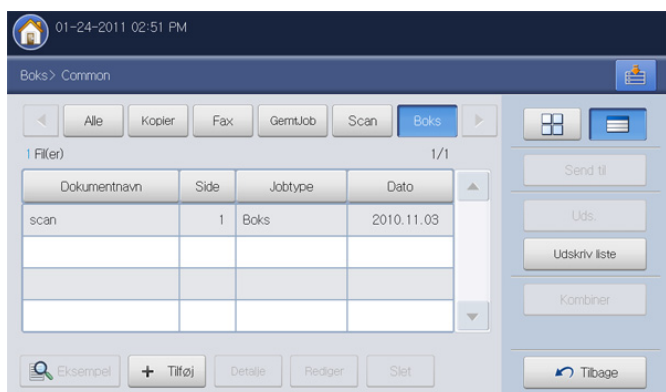 01-24-2011 02:51 PM
Boks> Common
Alle Kopier Fax GemtJob Scan Boks
1 Fil(er) 1/1
Dokumentnavn Side Jobtype Dato
scan 1 Boks 2010.11.03
Send til
Uds.
Udskriv liste
Kombiner
Eksempel + Tilføj Detalje Rediger Slet
Tilbage